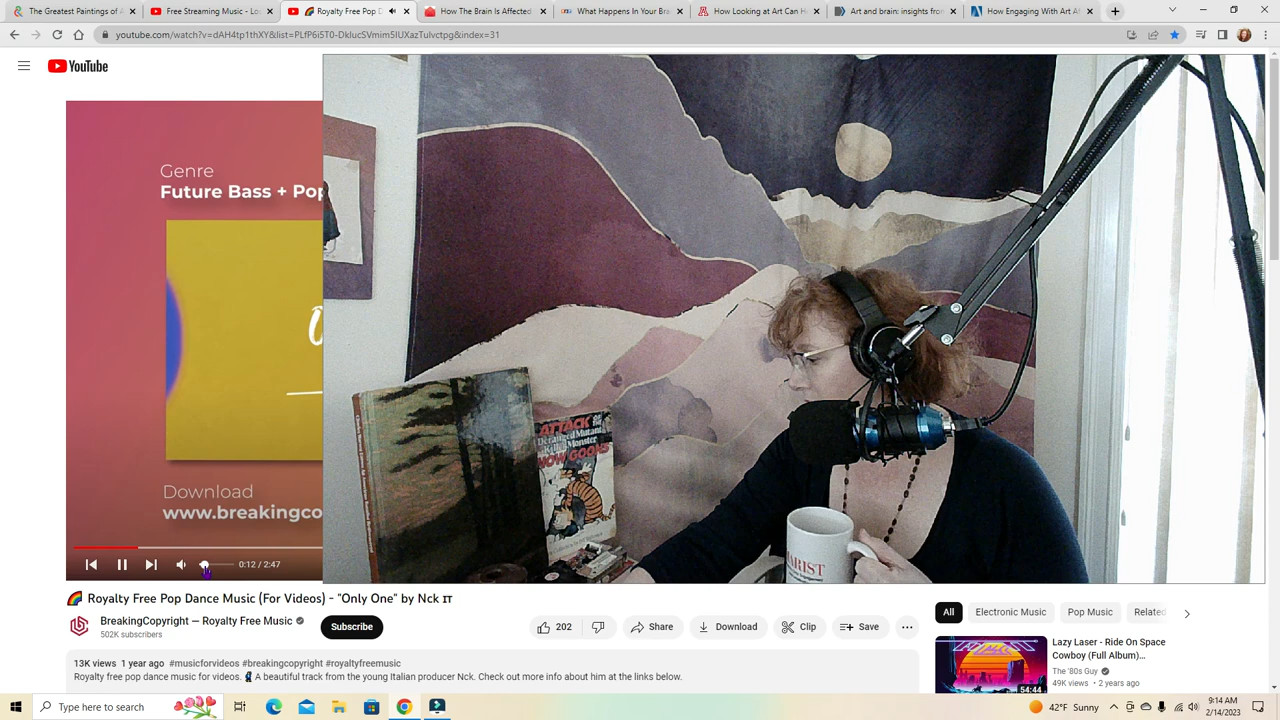 The Greatest Paintings of A
Free Streaming Music - Lo
Royalty Free Pop D
How The Brain Is Affected
What Happens In Your Bra
How Looking at Art Can H
Art and brain: insights from
How Engaging With Art Af
youtube.com/watch?v=dAH4tp1thXY&list=PLfP6i5T0-DkIucSVmim5IUXazTulvctpg&index=31
YouTube
Genre
Future Bass + Pop
Download
www.breakingco
0:12 / 2:47
ATTACK OF THE
Deranged Mutant
Killer Monster
SNOW GOONS
Royalty Free Pop Dance Music (For Videos) - "Only One" by Nck IT
BreakingCopyright — Royalty Free Music
502K subscribers
Subscribe
202
Share
Download
Clip
Save
All
Electronic Music
Pop Music
Related
13K views 1 year ago #musicforvideos #breakingcopyright #royaltyfreemusic
Royalty free pop dance music for videos. A beautiful track from the young Italian producer Nck. Check out more info about him at the links below.
Lazy Laser - Ride On Space
Cowboy (Full Album)...
The '80s Guy
49K views • 2 years ago
54:44
Type here to search
42°F Sunny
9:14 AM
2/14/2023